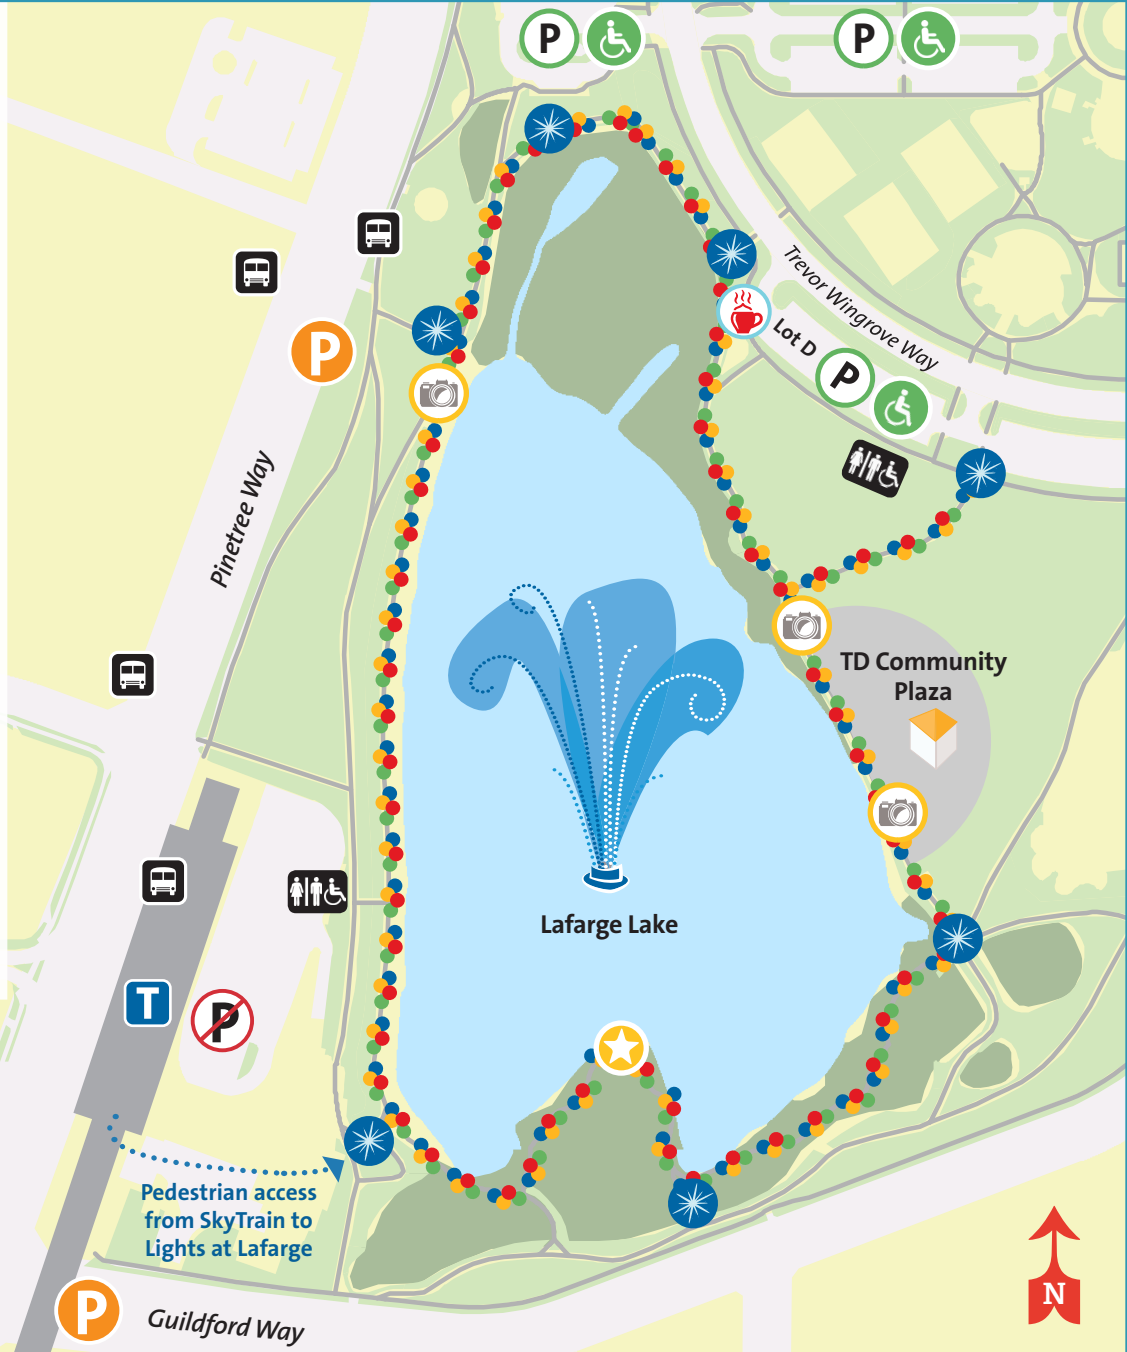 P
P
Trevor Wingrove Way
Lot D
P
P
Pinetree Way
TD Community
Plaza
Lafarge Lake
T
P
Pedestrian access
from SkyTrain to
Lights at Lafarge
N
P
Guildford Way